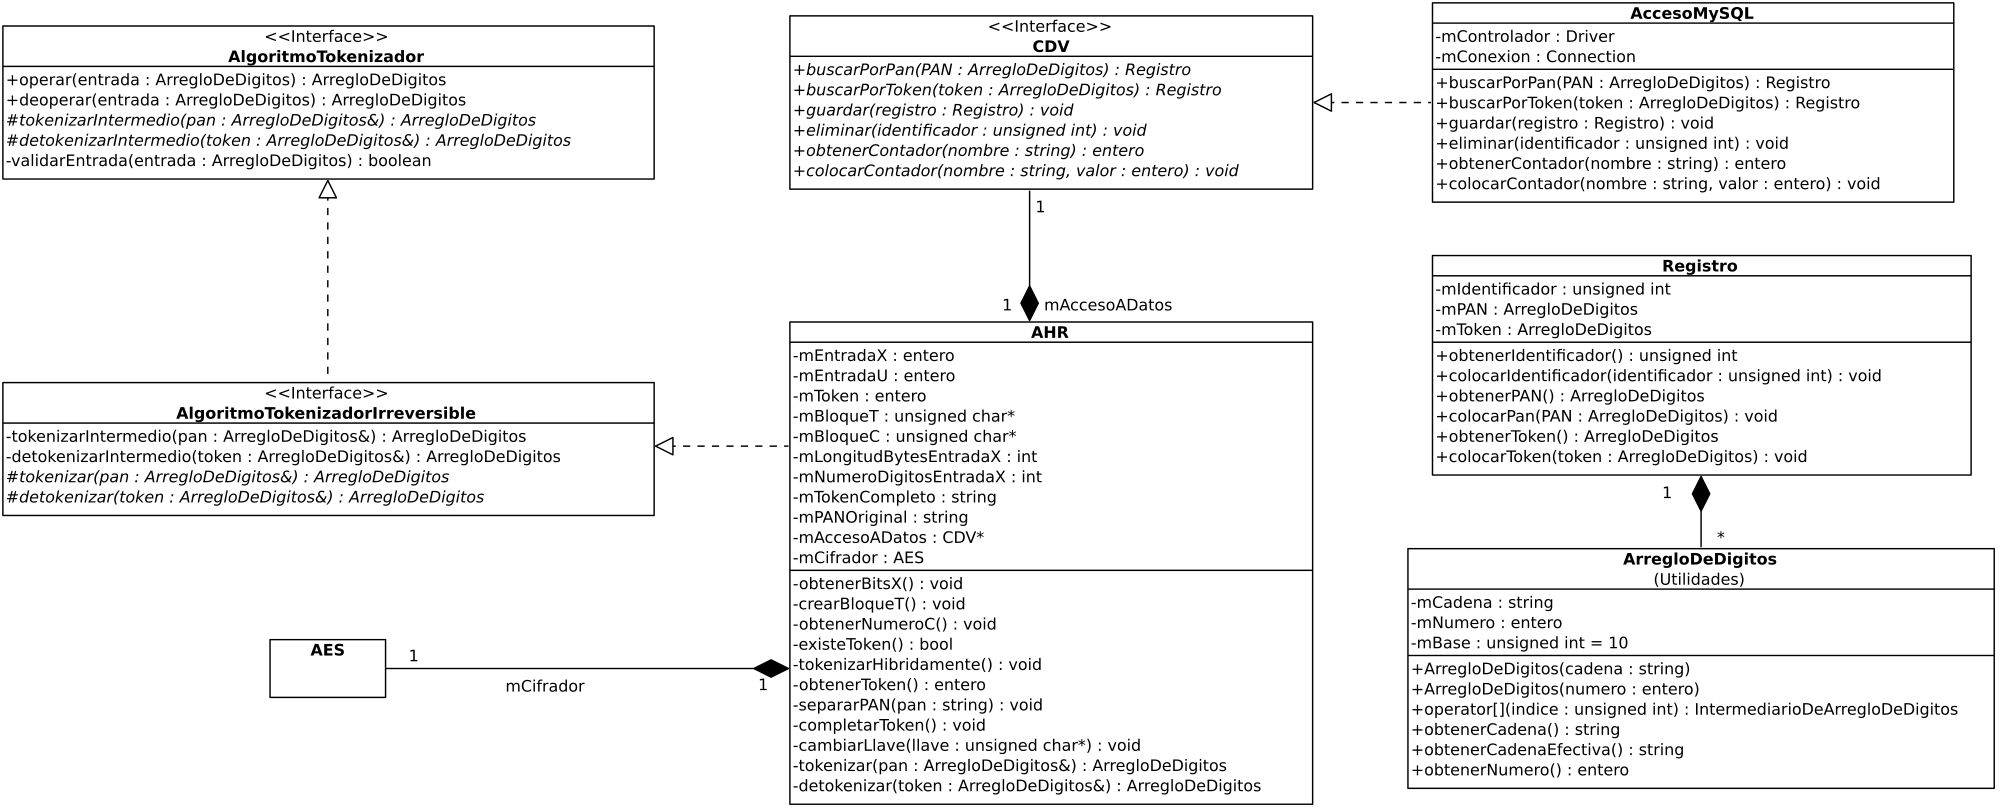 <<Interface>>
AlgoritmoTokenizador
+operar(entrada : ArregloDeDigitos) : ArregloDeDigitos
+deoperar(entrada : ArregloDeDigitos) : ArregloDeDigitos
#tokenizarIntermedio(pan : ArregloDeDigitos&) : ArregloDeDigitos
#detokenizarIntermedio(token : ArregloDeDigitos&) : ArregloDeDigitos
-validarEntrada(entrada : ArregloDeDigitos) : boolean
<<Interface>>
AlgoritmoTokenizadorIrreversible
-tokenizarIntermedio(pan : ArregloDeDigitos&) : ArregloDeDigitos
-detokenizarIntermedio(token : ArregloDeDigitos&) : ArregloDeDigitos
#tokenizar(pan : ArregloDeDigitos&) : ArregloDeDigitos
#detokenizar(token : ArregloDeDigitos&) : ArregloDeDigitos
AES
1
mCifrador
1
<<Interface>>
CDV
+buscarPorPan(PAN : ArregloDeDigitos) : Registro
+buscarPorToken(token : ArregloDeDigitos) : Registro
+guardar(registro : Registro) : void
+eliminar(identificador : unsigned int) : void
+obtenerContador(nombre : string) : entero
+colocarContador(nombre : string, valor : entero) : void
1
1
mAccesoADatos
AHR
-mEntradaX : entero
-mEntradaU : entero
-mToken : entero
-mBloqueT : unsigned char*
-mBloqueC : unsigned char*
-mLongitudBytesEntradaX : int
-mNumeroDigitosEntradaX : int
-mTokenCompleto : string
-mPANOriginal : string
-mAccesoADatos : CDV*
-mCifrador : AES
-obtenerBitsX() : void
-crearBloqueT() : void
-obtenerNumeroC() : void
-existeToken() : bool
-tokenizarHibridamente() : void
-obtenerToken() : entero
-separarPAN(pan : string) : void
-completarToken() : void
-cambiarLlave(llave : unsigned char*) : void
-tokenizar(pan : ArregloDeDigitos&) : ArregloDeDigitos
-detokenizar(token : ArregloDeDigitos&) : ArregloDeDigitos
AccesoMySQL
-mControlador : Driver
-mConexion : Connection
+buscarPorPan(PAN : ArregloDeDigitos) : Registro
+buscarPorToken(token : ArregloDeDigitos) : Registro
+guardar(registro : Registro) : void
+eliminar(identificador : unsigned int) : void
+obtenerContador(nombre : string) : entero
+colocarContador(nombre : string, valor : entero) : void
Registro
-mIdentificador : unsigned int
-mPAN : ArregloDeDigitos
-mToken : ArregloDeDigitos
+obtenerIdentificador() : unsigned int
+colocarIdentificador(identificador : unsigned int) : void
+obtenerPAN() : ArregloDeDigitos
+colocarPan(PAN : ArregloDeDigitos) : void
+obtenerToken() : ArregloDeDigitos
+colocarToken(token : ArregloDeDigitos) : void
1
*
ArregloDeDigitos
(Utilidades)
-mCadena : string
-mNumero : entero
-mBase : unsigned int = 10
+ArregloDeDigitos(cadena : string)
+ArregloDeDigitos(numero : entero)
+operator[](indice : unsigned int) : IntermediarioDeArregloDeDigitos
+obtenerCadena() : string
+obtenerCadenaEfectiva() : string
+obtenerNumero() : entero